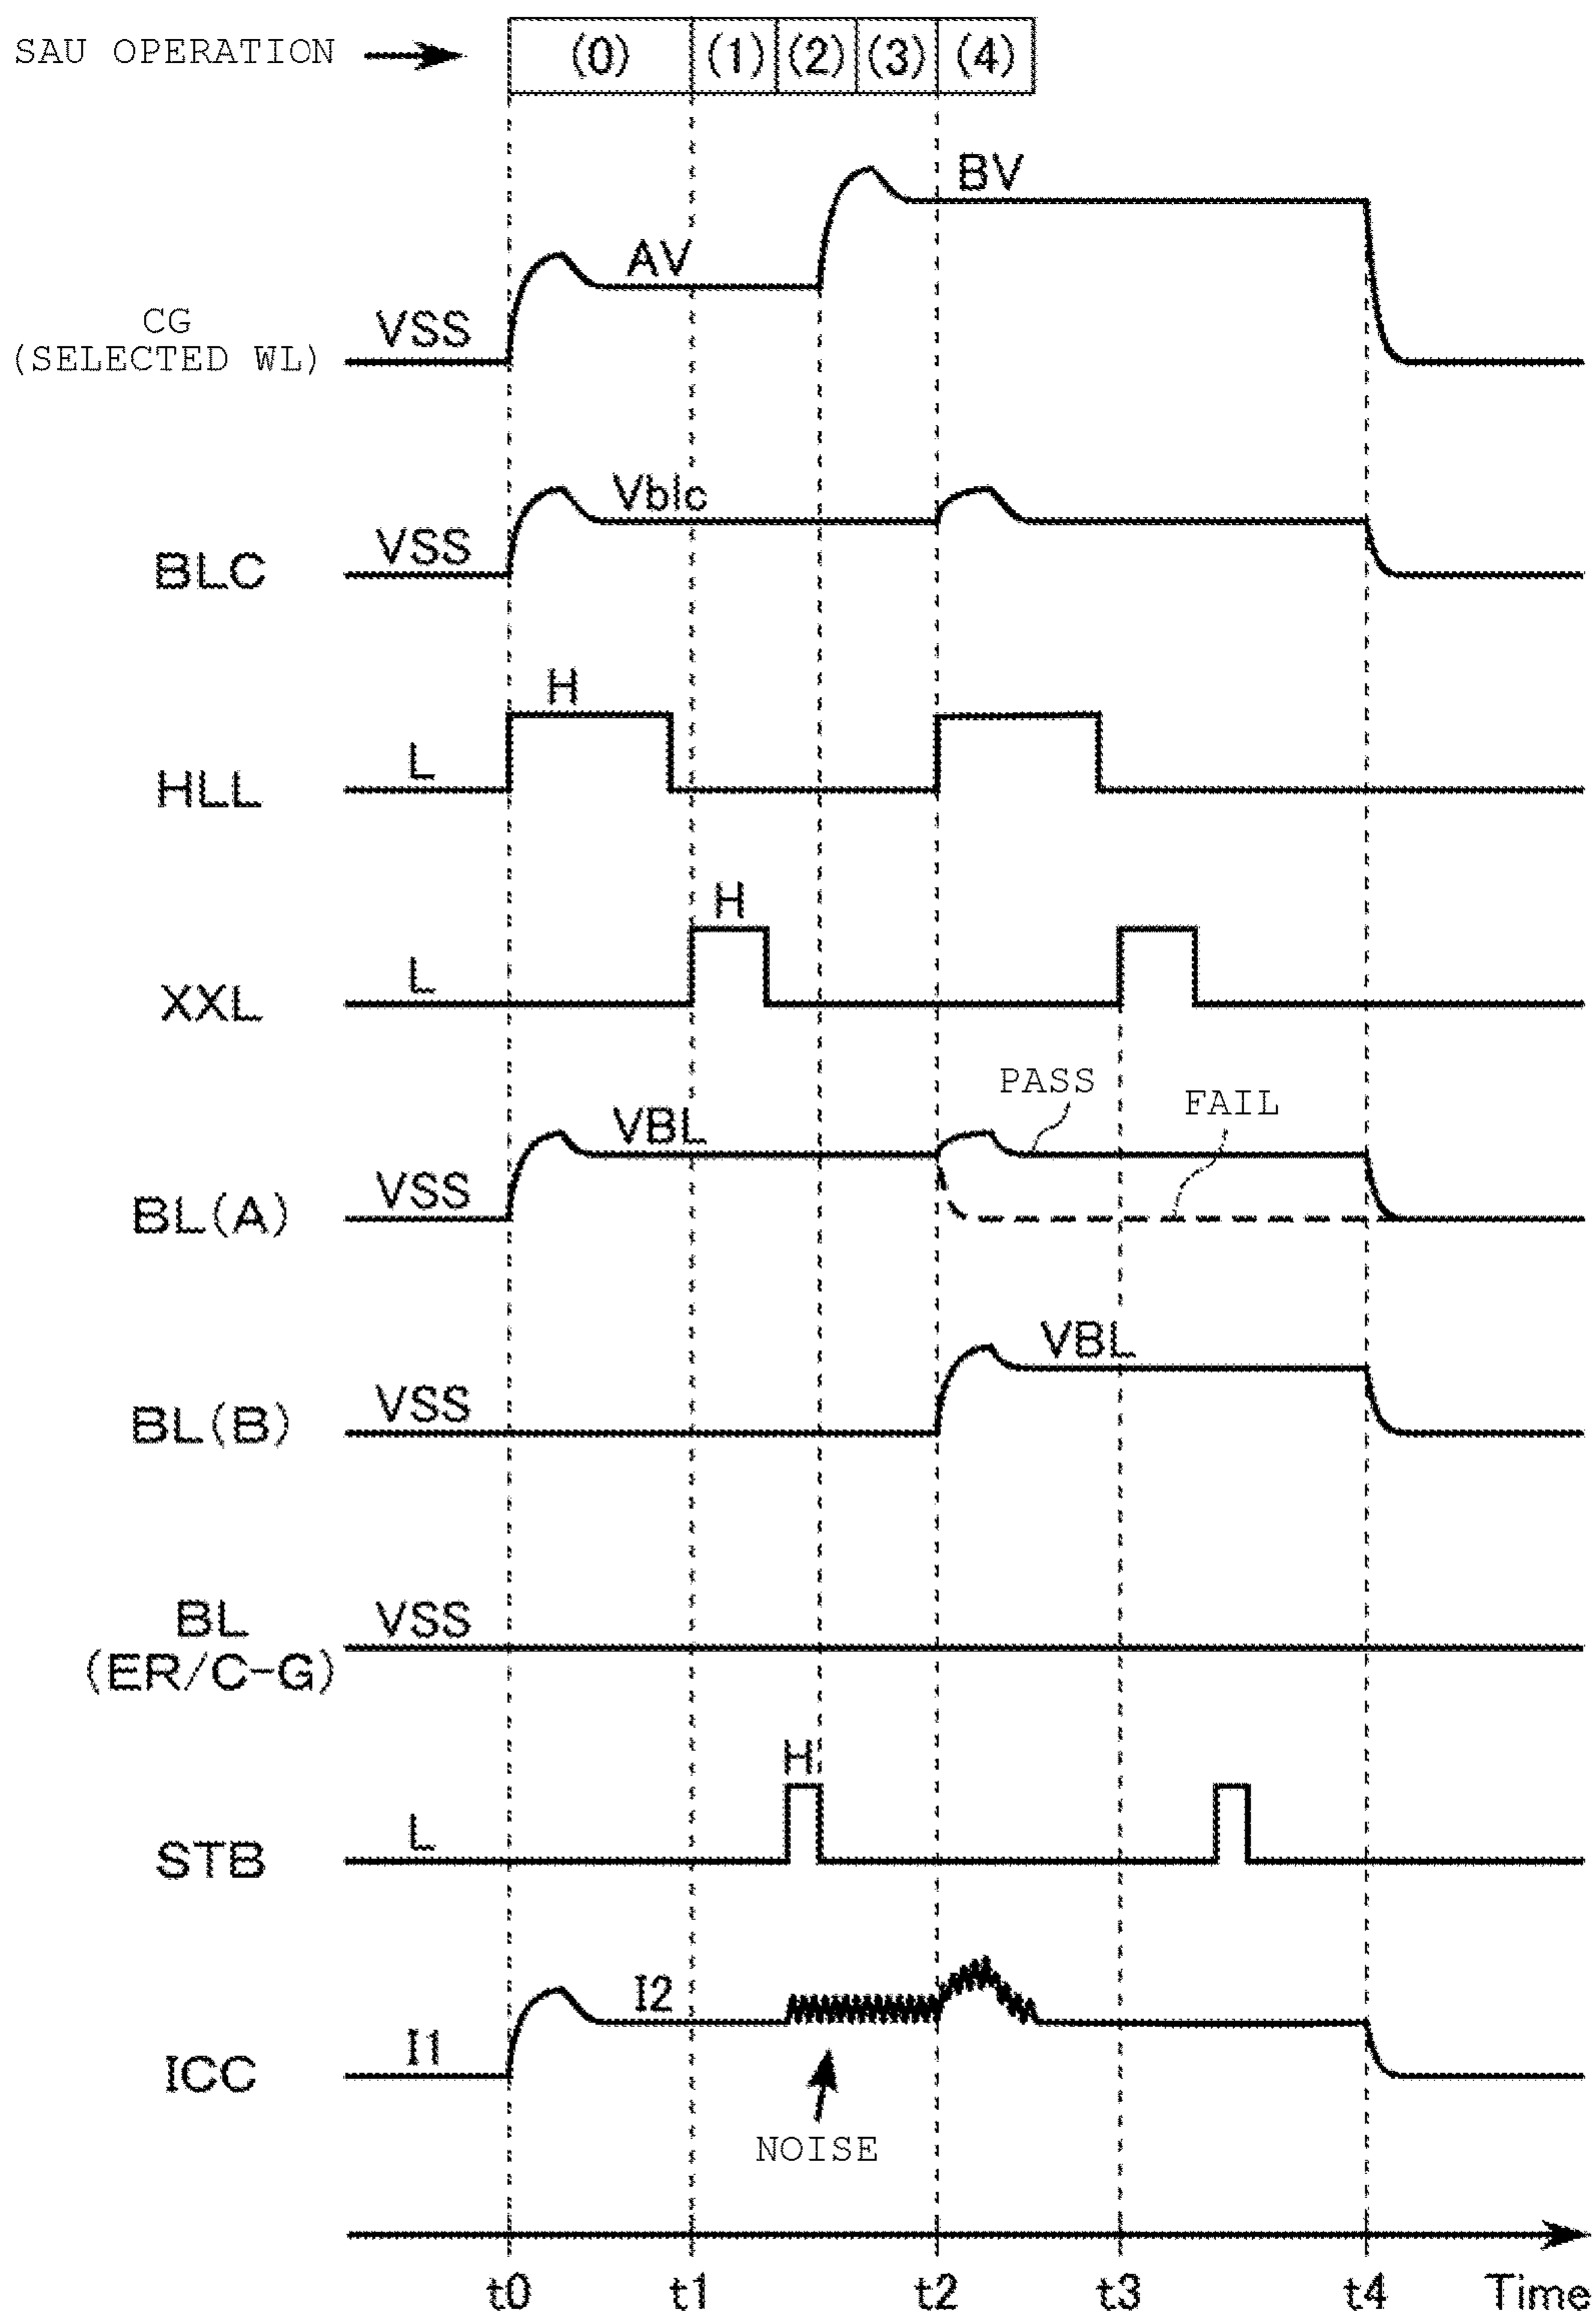 SAU OPERATION (0) (1) (2) (3) (4)
BV
AV
CG
(SELECTED WL)
VSS
Vblc
VSS
BLC
H
L
HLL
H
L
XXL
PASS
FAIL
VBL
VSS
BL(A)
VBL
VSS
BL(B)
BL
(ER/C-G)
VSS
H
L
STB
I2
I1
ICC
NOISE
t0 t1 t2 t3 t4 Time